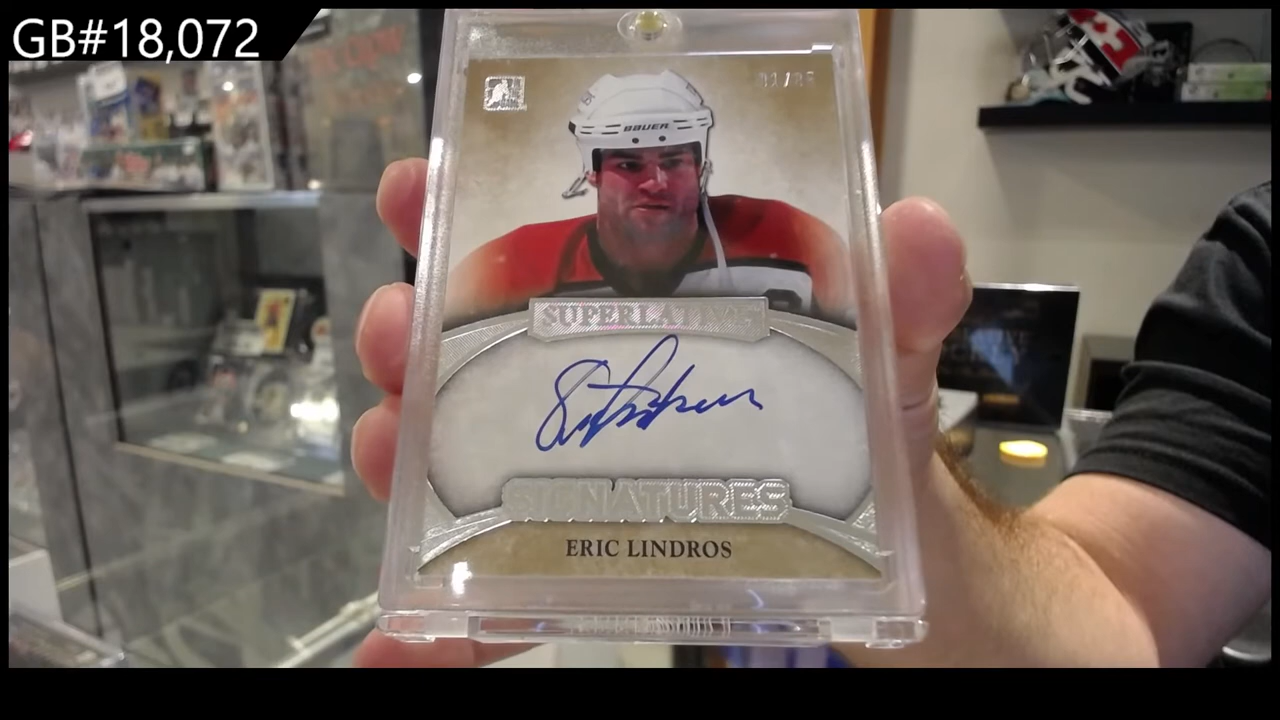 GB#18,072
BAUER
SUPERLATIVE
SIGNATURES
ERIC LINDROS